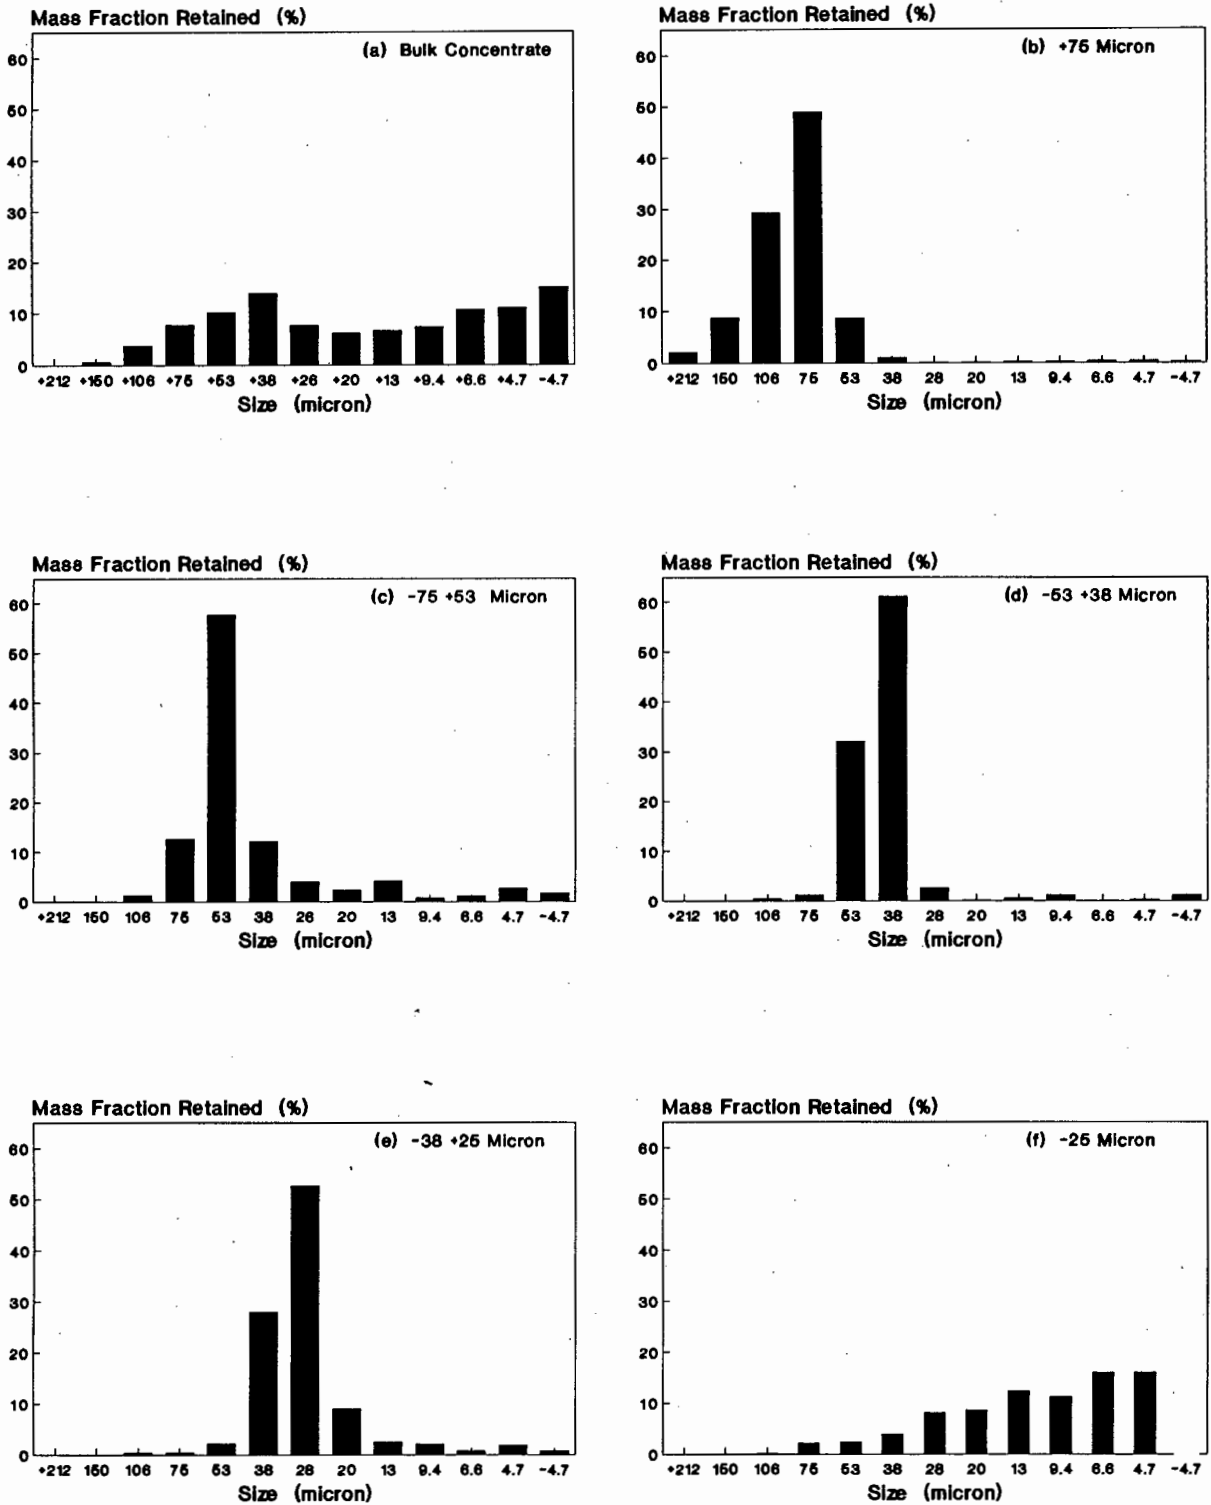 Mass Fraction Retained (%)
(a) Bulk Concentrate
60
50
40
30
20
10
0
+212 +150 +106 +75 +53 +38 +26 +20 +13 +9.4 +6.6 +4.7 -4.7
Size (micron)
Mass Fraction Retained (%)
(b) +75 Micron
60
50
40
30
20
10
0
+212 150 106 75 53 38 28 20 13 9.4 6.6 4.7 -4.7
Size (micron)
Mass Fraction Retained (%)
(c) -75 +53 Micron
60
50
40
30
20
10
0
+212 150 106 75 53 38 26 20 13 9.4 6.6 4.7 -4.7
Size (micron)
Mass Fraction Retained (%)
(d) -53 +38 Micron
60
50
40
30
20
10
0
+212 150 106 75 53 38 28 20 13 9.4 6.6 4.7 -4.7
Size (micron)
Mass Fraction Retained (%)
(e) -38 +25 Micron
60
50
40
30
20
10
0
+212 150 106 75 53 38 28 20 13 9.4 6.6 4.7 -4.7
Size (micron)
Mass Fraction Retained (%)
(f) -25 Micron
60
50
40
30
20
10
0
+212 150 106 75 53 38 28 20 13 9.4 6.6 4.7 -4.7
Size (micron)